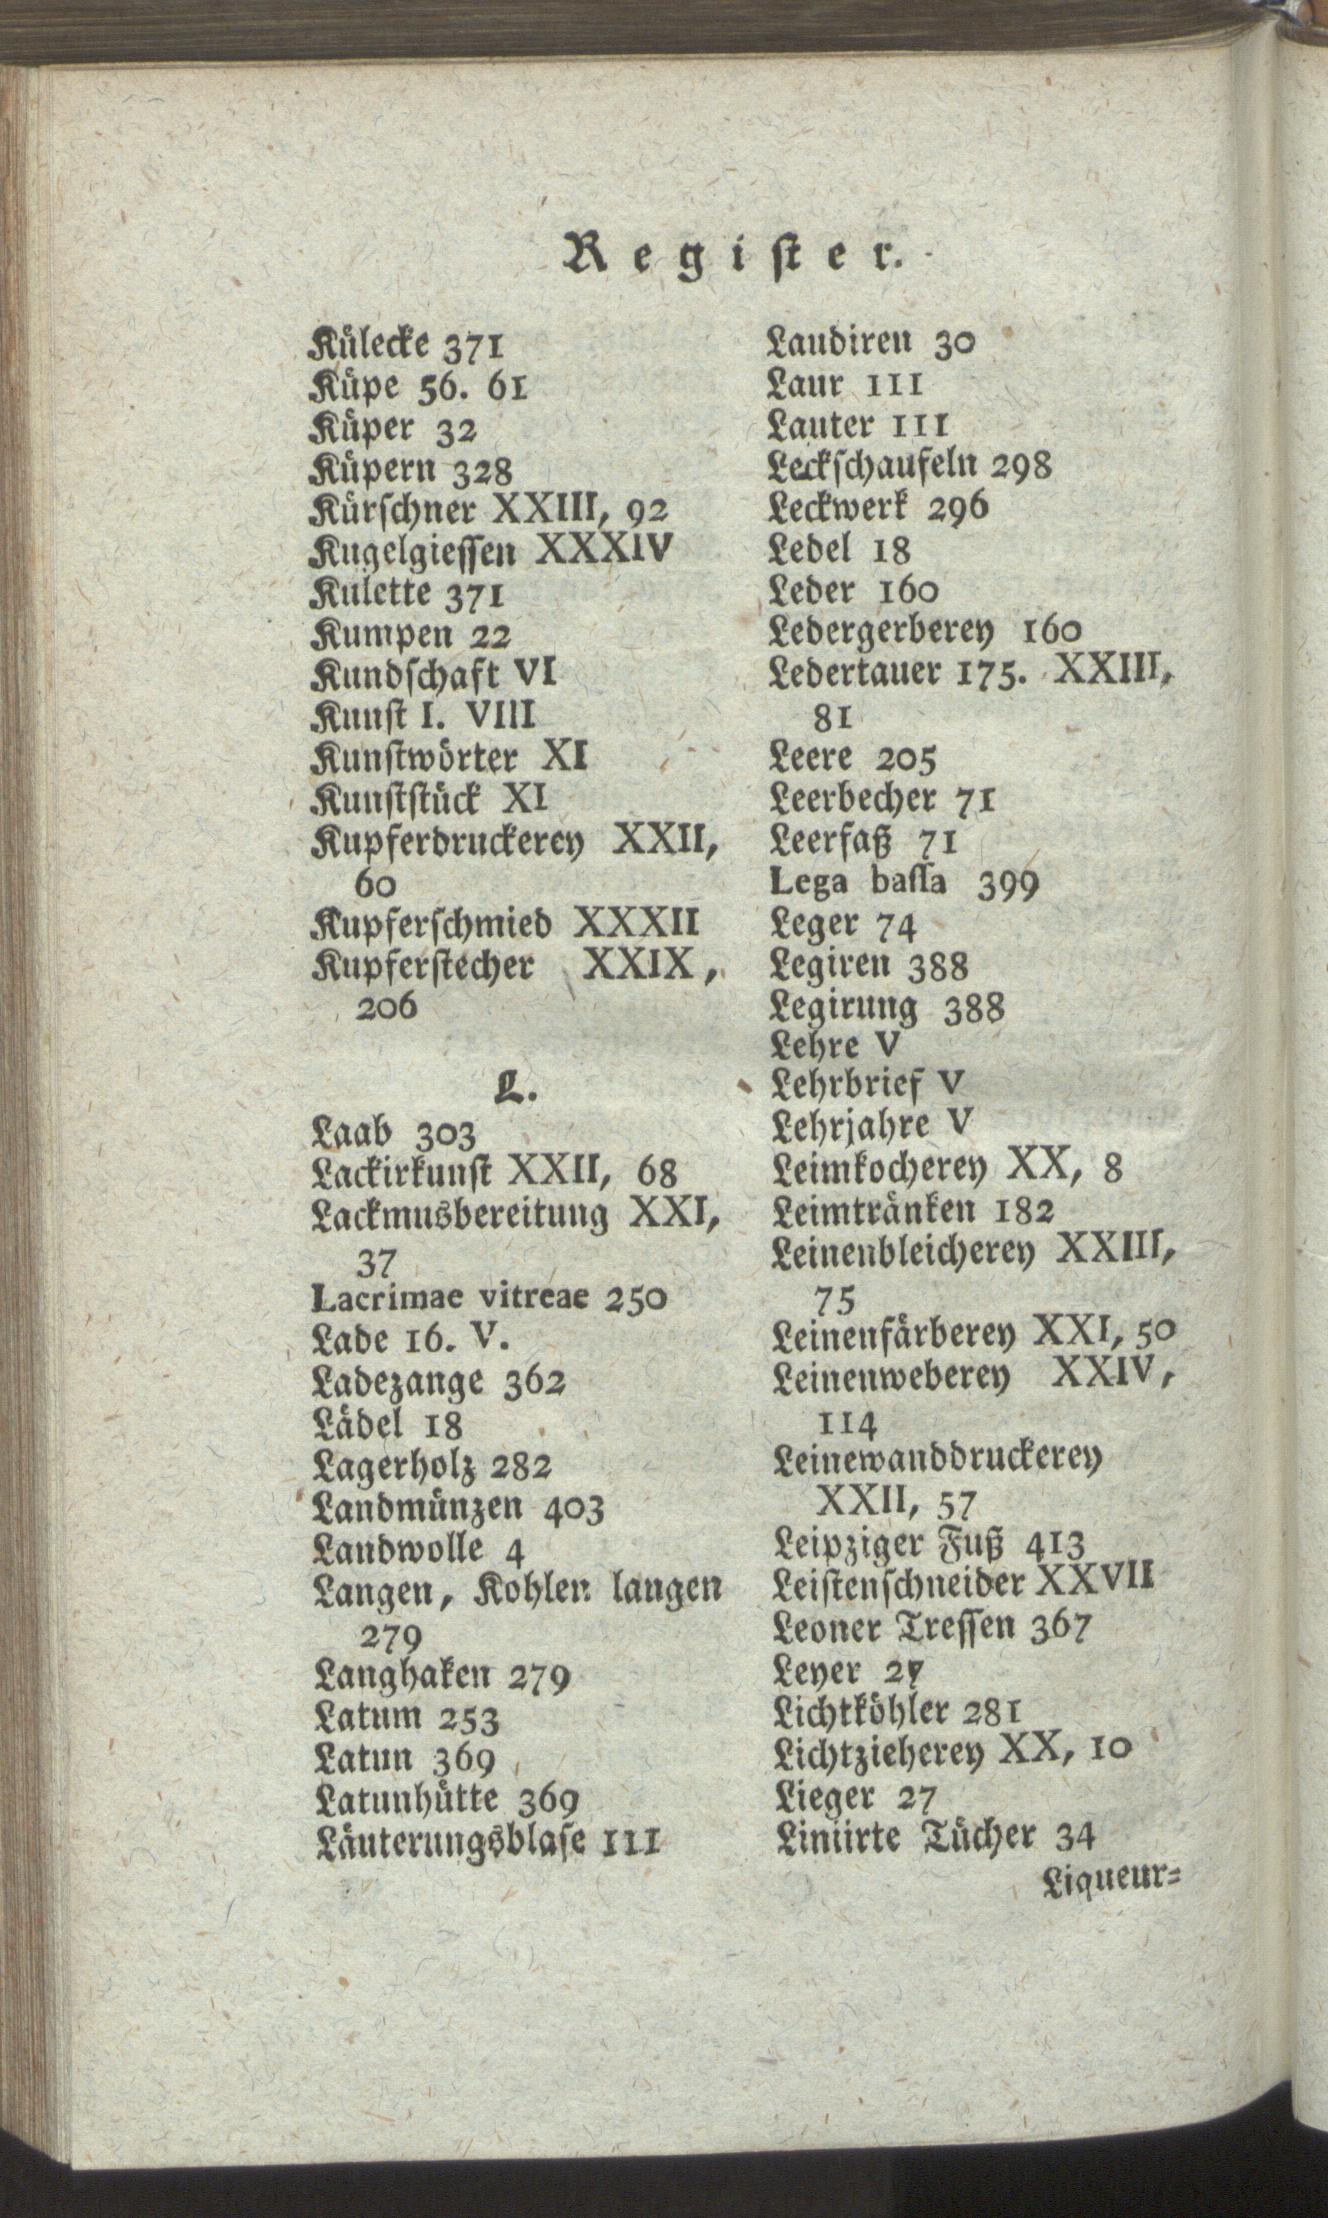 Register.
Külecke 371
Küpe 56. 61
Küper 32
Küpern 328
Kürschner XXIII, 92
Kugelgiessen XXXIV
Kulette 371
Kumpen 22
Kundschaft VI
Kunst I. VIII
Kunstwörter XI
Kunststück XI
Kupferdruckerey XXII,
60
Kupferschmied XXXII
Kupferstecher XXIX,
206
L.
Laab 303
Lackirkunst XXII, 68
Lackmusbereitung XXI,
37
Lacrimae vitreae 250
Lade 16. V.
Ladezange 362
Lädel 18
Lagerholz 282
Landmünzen 403
Landwolle 4
Langen, Kohlen langen
279
Langhaken 279
Latum 253
Latun 369
Latunhütte 369
Läuterungsblase 111
Laudiren 30
Laur 111
Lauter 111
Leckschaufeln 298
Leckwerk 296
Ledel 18
Leder 160
Ledergerberey 160
Ledertauer 175. XXIII,
81
Leere 205
Leerbecher 71
Leerfaß 71
Lega bassa 399
Leger 74
Legiren 388
Legirung 388
Lehre V
Lehrbrief V
Lehrjahre V
Leimkocherey XX, 8
Leimtränken 182
Leinenbleicherey XXIII,
75
Leinenfärberey XXI, 50
Leinenweberey XXIV,
114
Leinewanddruckerey
XXII, 57
Leipziger Fuß 413
Leistenschneider XXVII
Leoner Tressen 367
Leyer 27
Lichtköhler 281
Lichtzieherey XX, 10
Lieger 27
Liniirte Tücher 34
Liqueur-